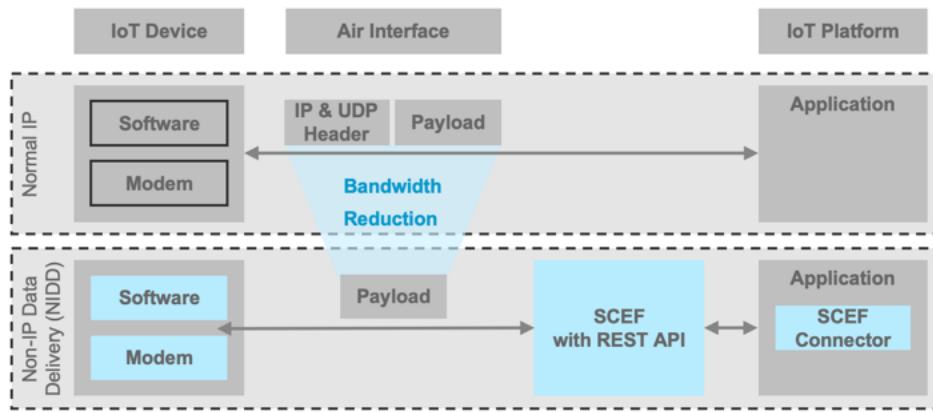 IoT Device
Air Interface
IoT Platform
Normal IP
Software
Modem
IP & UDP
Header
Payload
Bandwidth
Reduction
Application
Non-IP Data
Delivery (NIDD)
Software
Modem
Payload
SCEF
with REST API
Application
SCEF
Connector